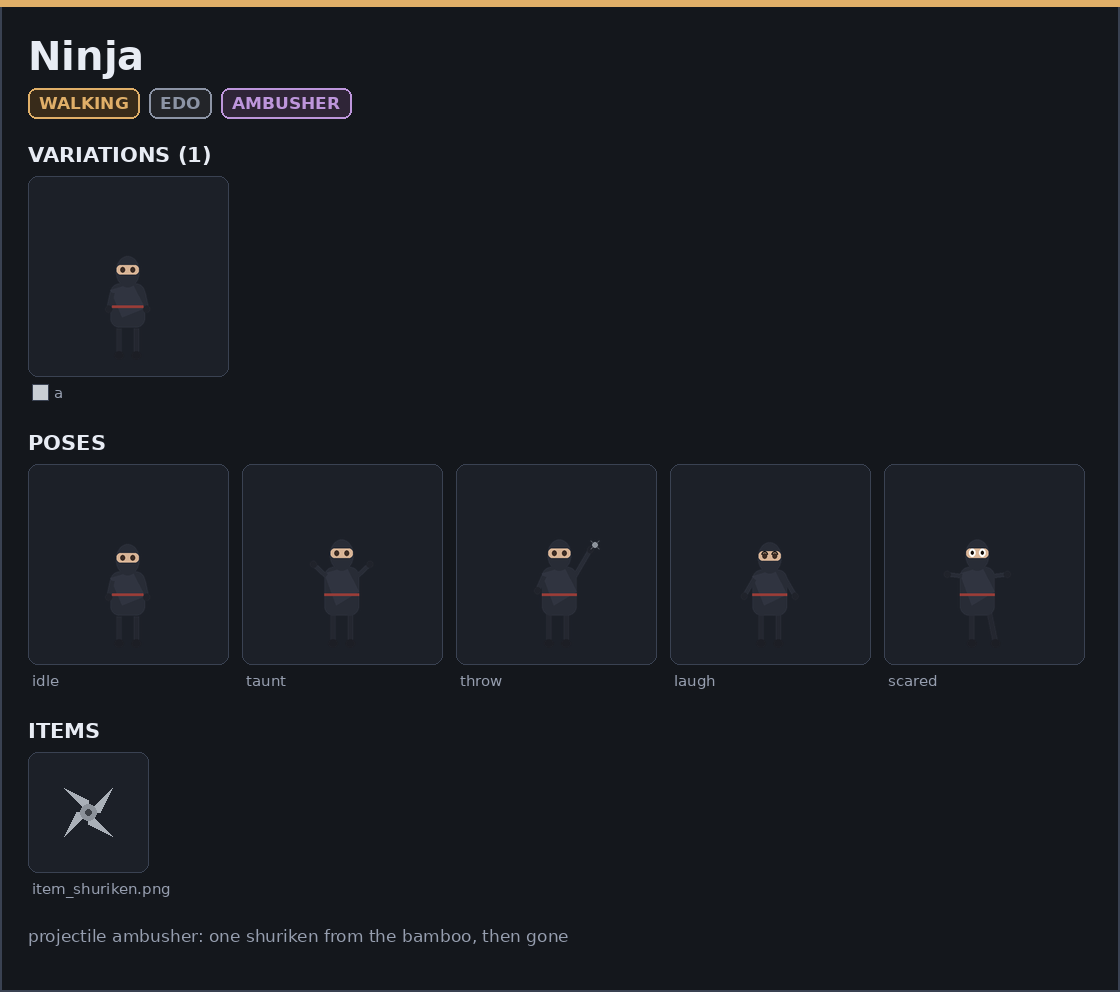 Ninja
WALKING EDO AMBUSHER
VARIATIONS (1)
a
POSES
idle taunt throw laugh scared
ITEMS
item_shuriken.png
projectile ambusher: one shuriken from the bamboo, then gone